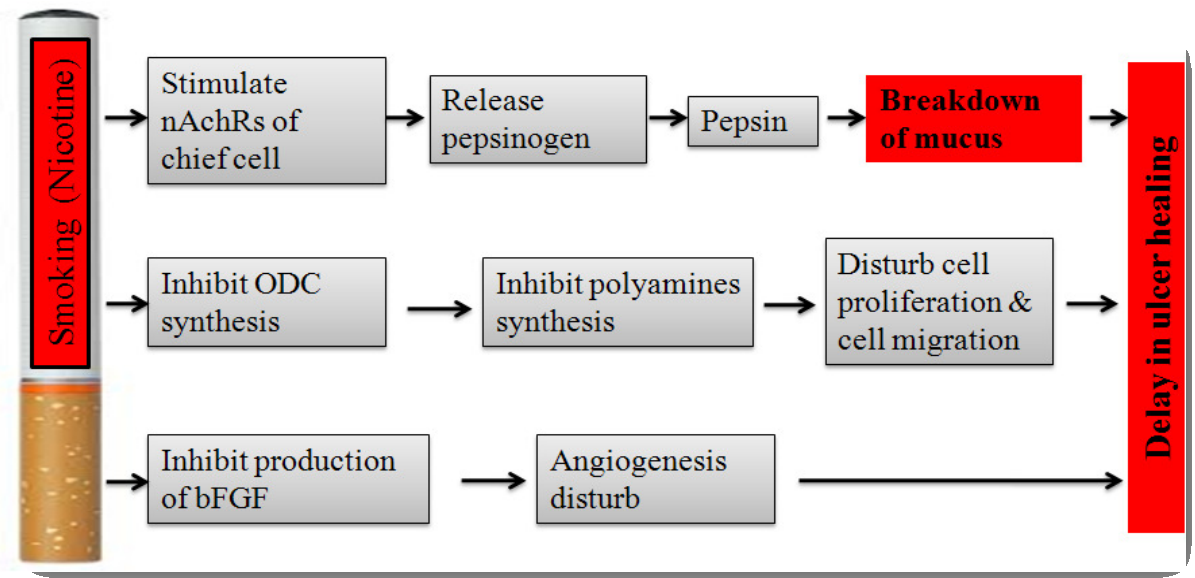 Smoking (Nicotine)
Stimulate
nAchRs of
chief cell
Release
pepsinogen
Pepsin
Breakdown
of mucus
Inhibit ODC
synthesis
Inhibit polyamines
synthesis
Disturb cell
proliferation &
cell migration
Inhibit production
of bFGF
Angiogenesis
disturb
Delay in ulcer healing